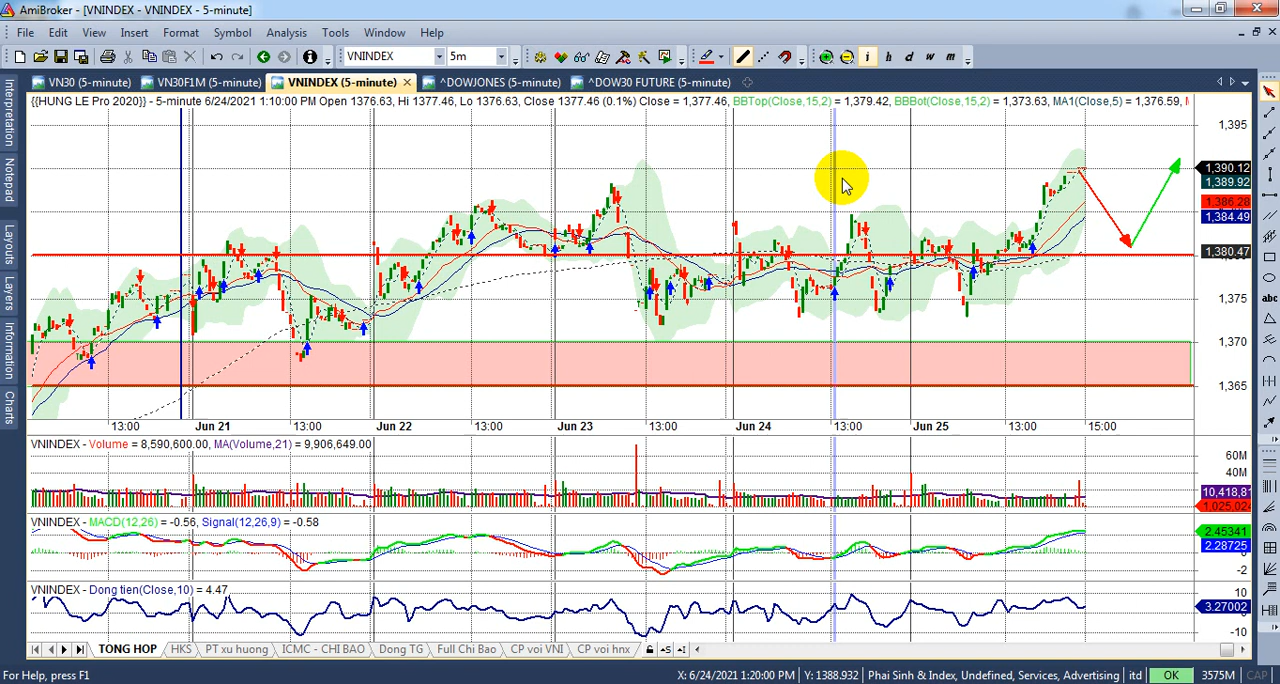 AmiBroker - [VNINDEX - VNINDEX - 5-minute]
File Edit View Insert Format Symbol Analysis Tools Window Help
VNINDEX 5m i h d w m
VN30 (5-minute) VN30F1M (5-minute) VNINDEX (5-minute) ^DOWJONES (5-minute) ^DOW30 FUTURE (5-minute)
{{HUNG LE Pro 2020}} - 5-minute 6/24/2021 1:10:00 PM Open 1376.63, Hi 1377.46, Lo 1376.63, Close 1377.46 (0.1%) Close = 1,377.46, BBTop(Close,15,2) = 1,379.42, BBBot(Close,15,2) = 1,373.63, MA1(Close,5) = 1,376.59,
Interpretation
Notepad
Layouts
Layers
Information
Charts
1,395
1,390.12
1,389.92
1,386.28
1,384.49
1,380.47
1,375
1,370
1,365
abc
13:00 Jun 21 13:00 Jun 22 13:00 Jun 23 13:00 Jun 24 13:00 Jun 25 13:00 15:00
VNINDEX - Volume = 8,590,600.00, MA(Volume,21) = 9,906,649.00
60M
40M
10,418,81
1,025,024
VNINDEX - MACD(12,26) = -0.56, Signal(12,26,9) = -0.58
2.45341
2.28725
-2
VNINDEX - Dong tien(Close,10) = 4.47
10
3.27002
-10
TONG HOP HKS PT xu huong ICMC - CHI BAO Dong TG Full Chi Bao CP voi VNI CP voi hnx
For Help, press F1 X: 6/24/2021 1:20:00 PM Y: 1388.932 Phai Sinh & Index, Undefined, Services, Advertising itd OK 3575M CAP